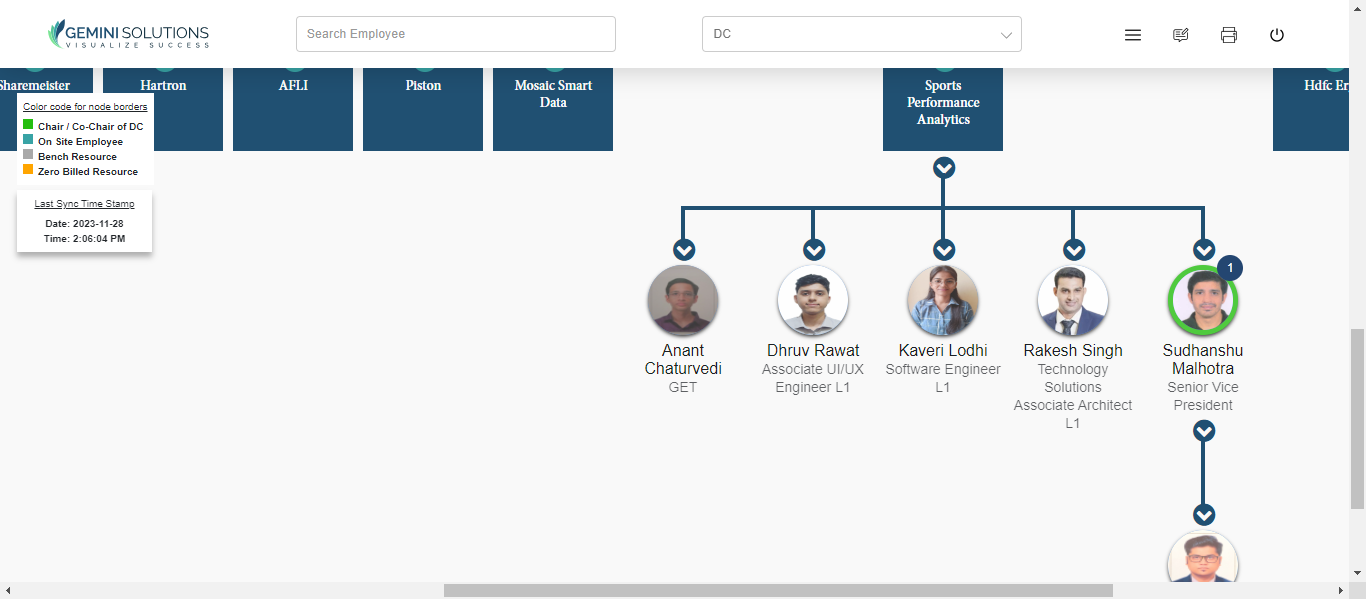 GEMINI SOLUTIONS
VISUALIZE SUCCESS
Search Employee
DC
Sharemeister
Hartron
AFLI
Piston
Mosaic Smart
Data
Sports
Performance
Analytics
Hdfc Er
Color code for node borders
Chair / Co-Chair of DC
On Site Employee
Bench Resource
Zero Billed Resource
Last Sync Time Stamp
Date: 2023-11-28
Time: 2:06:04 PM
1
Anant
Chaturvedi
GET
Dhruv Rawat
Associate UI/UX
Engineer L1
Kaveri Lodhi
Software Engineer
L1
Rakesh Singh
Technology
Solutions
Associate Architect
L1
Sudhanshu
Malhotra
Senior Vice
President